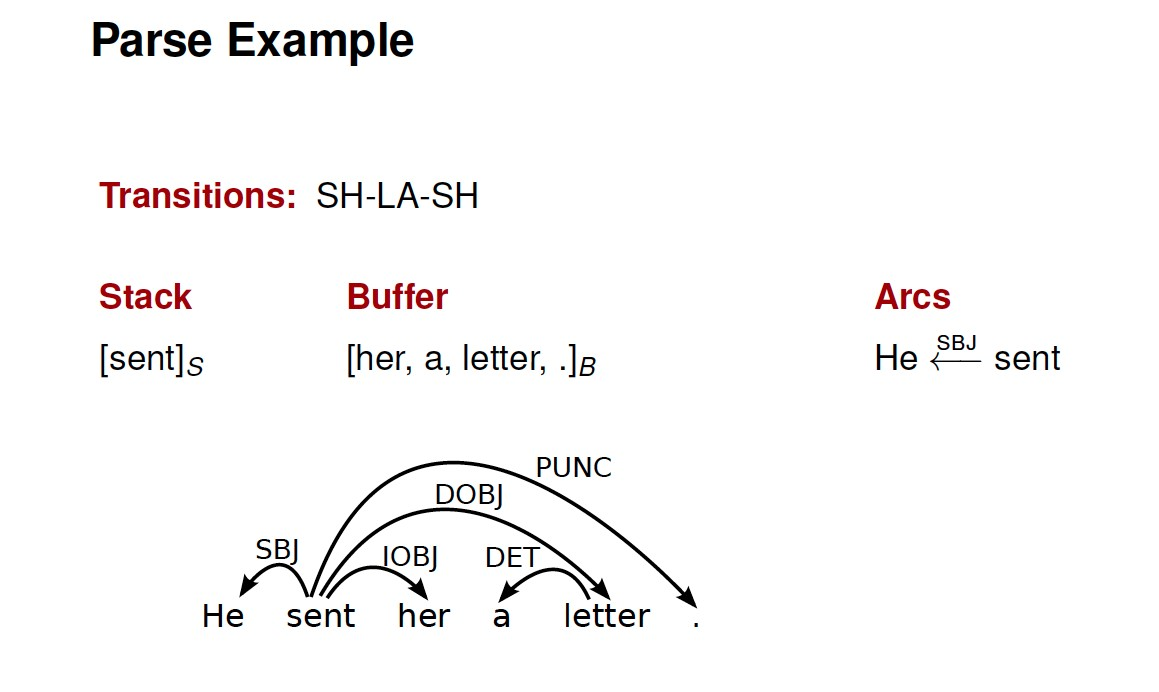 Parse Example
Transitions: SH-LA-SH
Stack Buffer Arcs
[sent]S [her, a, letter, .]B He SBJ ← sent
PUNC
DOBJ
SBJ IOBJ DET
He sent her a letter .